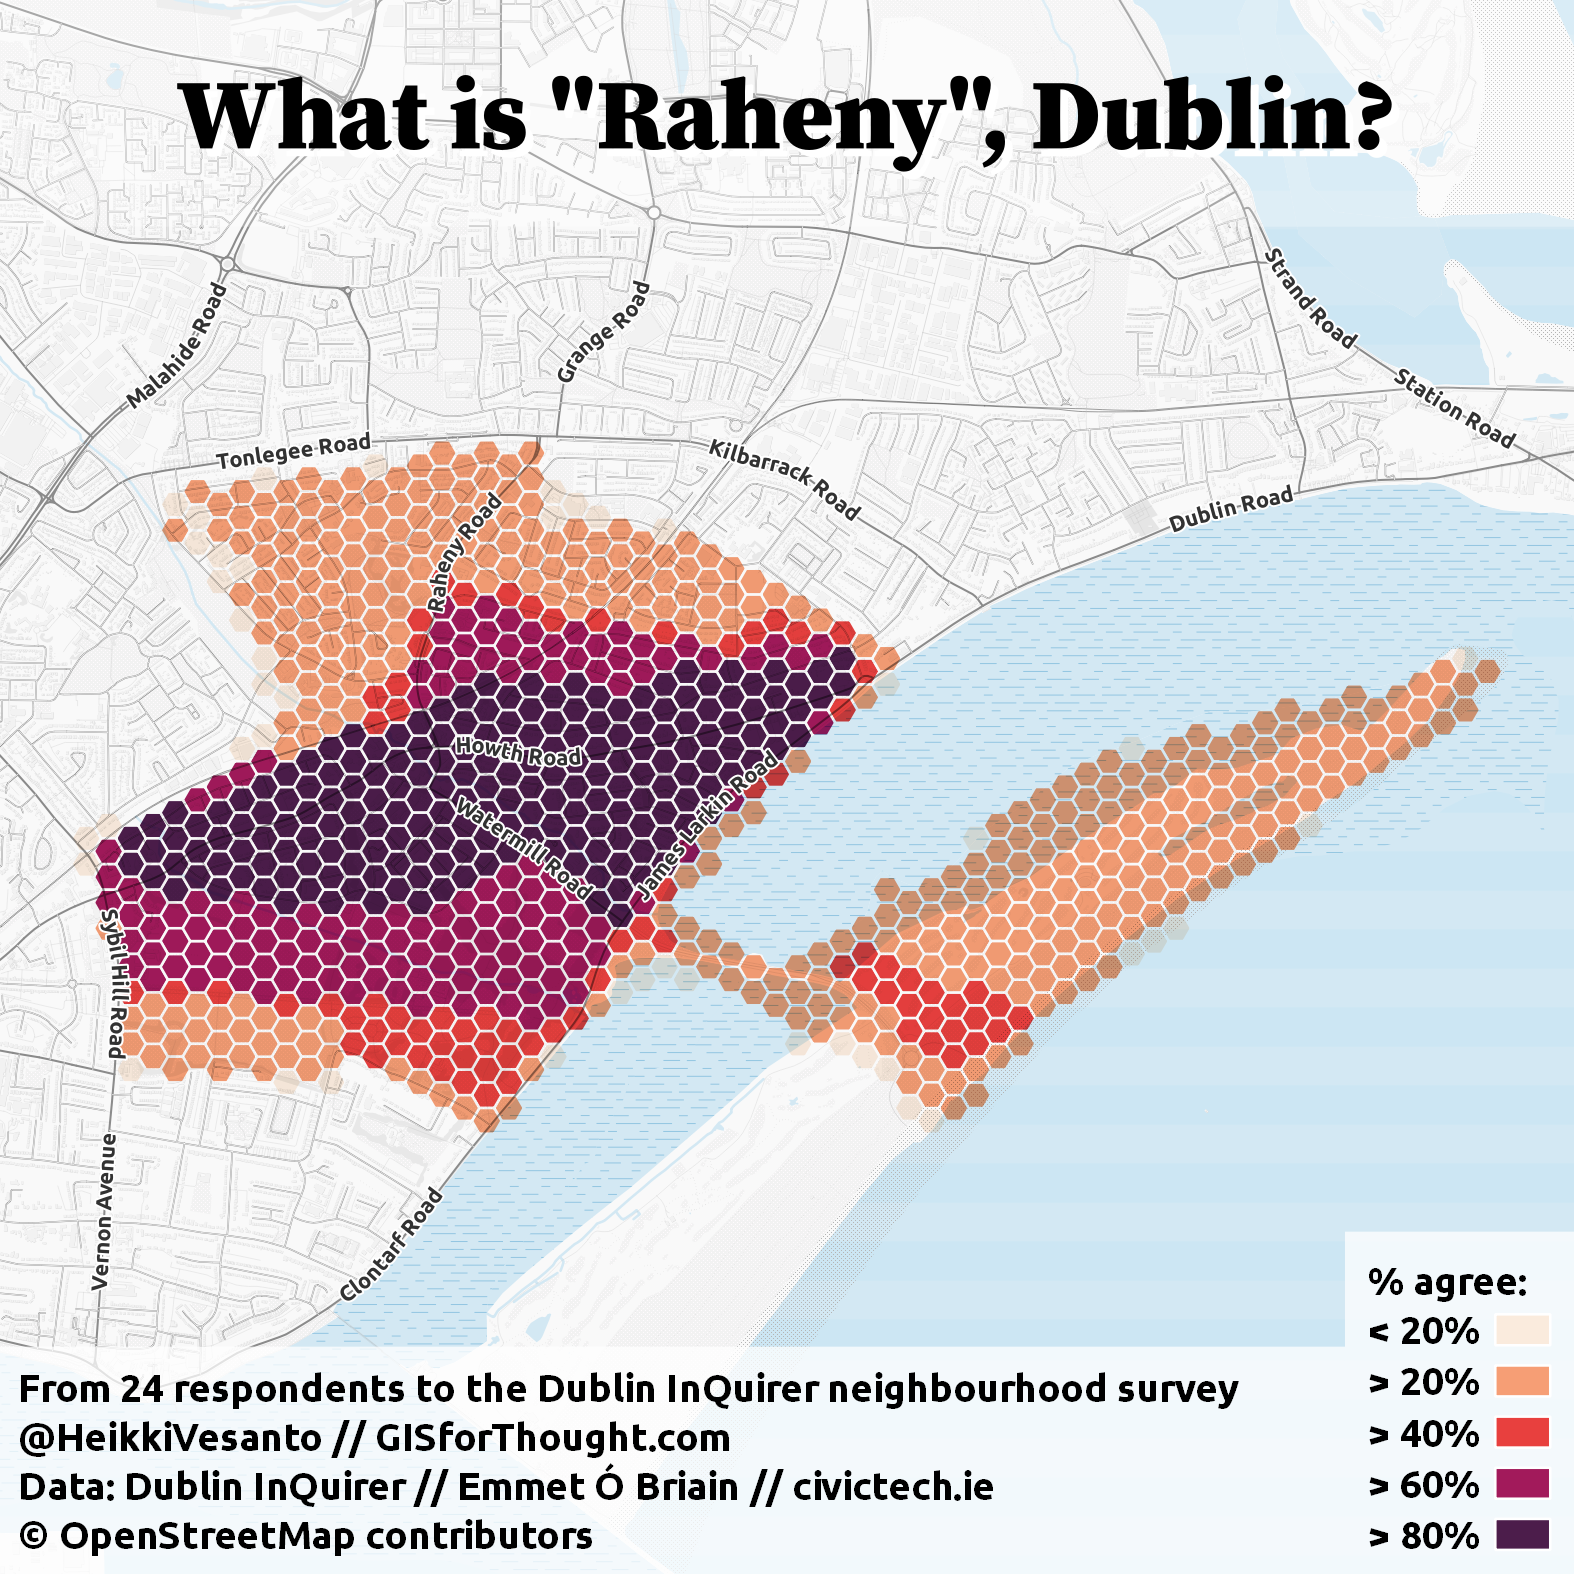 What is "Raheny", Dublin?
Strand Road
Malahide Road
Grange Road
Station Road
Tonlegee Road
Kilbarrack Road
Dublin Road
Raheny Road
Howth Road
James Larkin Road
Watermill Road
Sybil Hill Road
Vernon Avenue
Clontarf Road
% agree:
< 20%
> 20%
> 40%
> 60%
> 80%
From 24 respondents to the Dublin InQuirer neighbourhood survey
@HeikkiVesanto // GISforThought.com
Data: Dublin InQuirer // Emmet Ó Briain // civictech.ie
© OpenStreetMap contributors